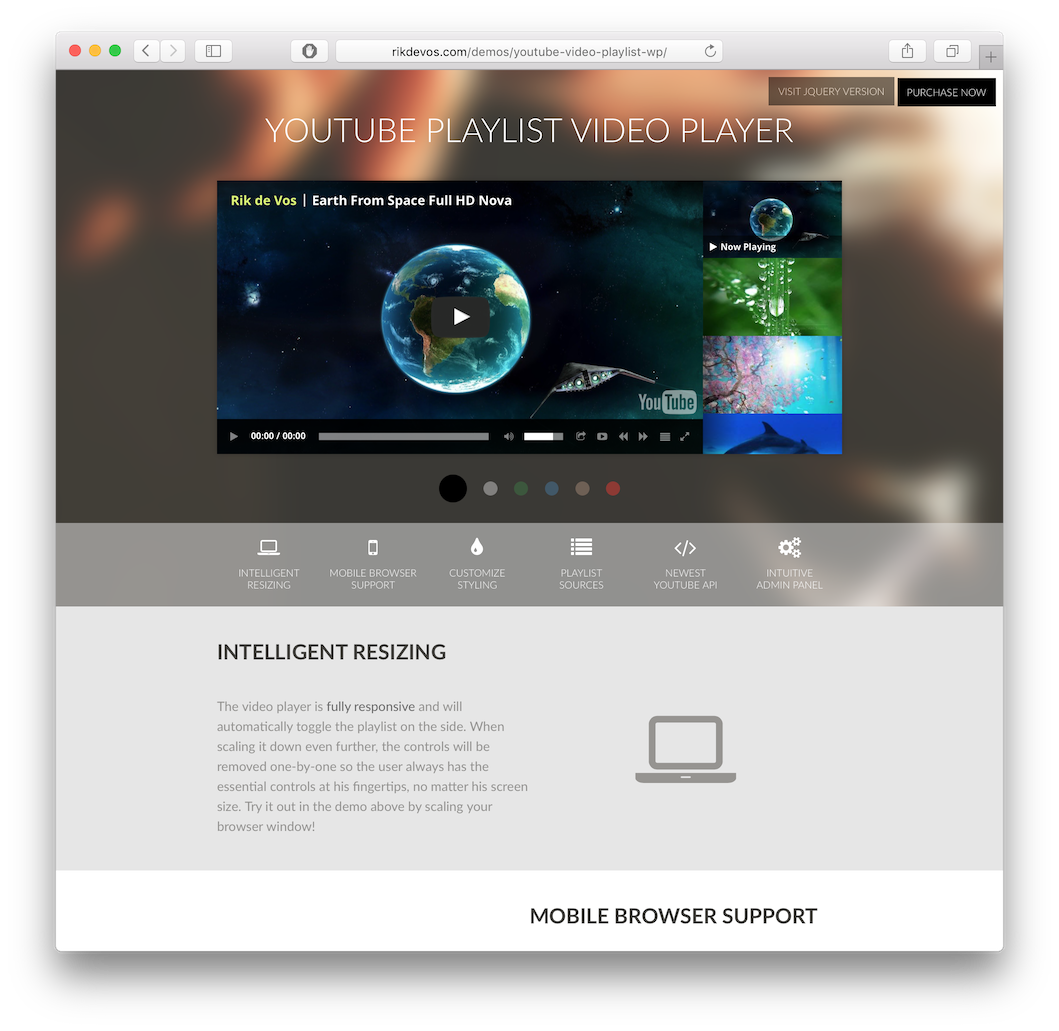 rikdevos.com/demos/youtube-video-playlist-wp/
VISIT JQUERY VERSION
PURCHASE NOW
YOUTUBE PLAYLIST VIDEO PLAYER
Rik de Vos | Earth From Space Full HD Nova
Now Playing
YouTube
00:00 / 00:00
INTELLIGENT
RESIZING
MOBILE BROWSER
SUPPORT
CUSTOMIZE
STYLING
PLAYLIST
SOURCES
NEWEST
YOUTUBE API
INTUITIVE
ADMIN PANEL
INTELLIGENT RESIZING
The video player is fully responsive and will
automatically toggle the playlist on the side. When
scaling it down even further, the controls will be
removed one-by-one so the user always has the
essential controls at his fingertips, no matter his screen
size. Try it out in the demo above by scaling your
browser window!
MOBILE BROWSER SUPPORT